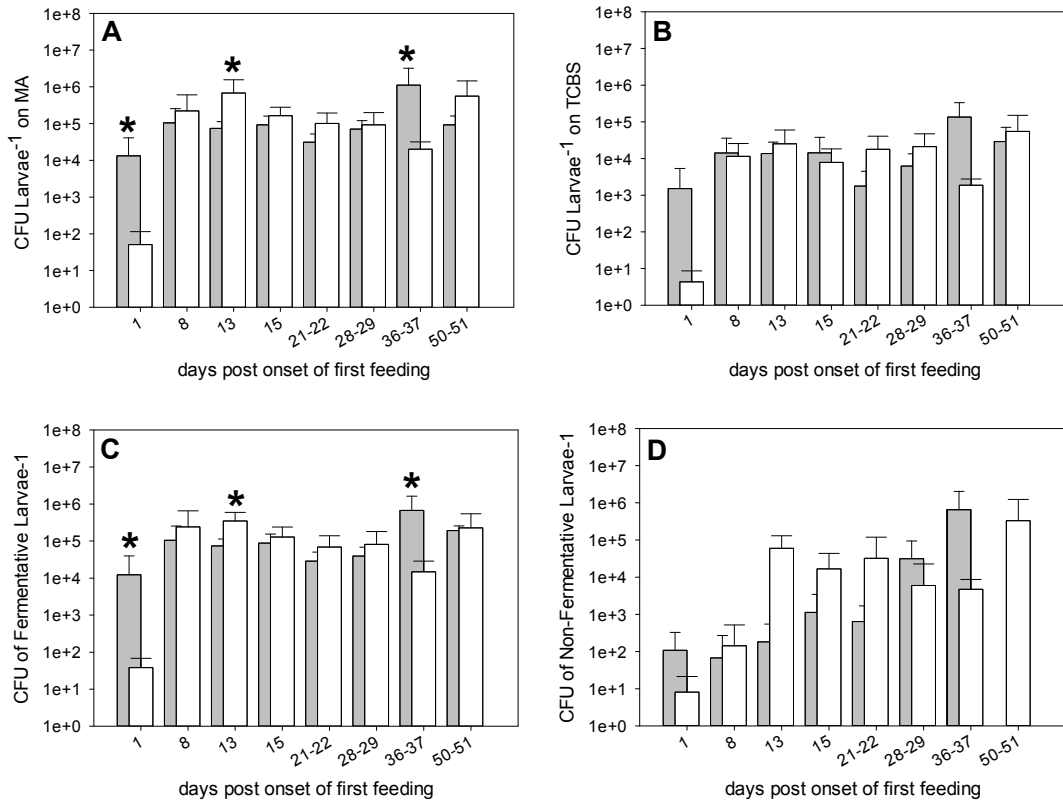 A
*
*
*
CFU Larvae-1 on MA
1e+8
1e+7
1e+6
1e+5
1e+4
1e+3
1e+2
1e+1
1e+0
1 8 13 15 21-22 28-29 36-37 50-51
days post onset of first feeding
B
CFU Larvae-1 on TCBS
1e+8
1e+7
1e+6
1e+5
1e+4
1e+3
1e+2
1e+1
1e+0
1 8 13 15 21-22 28-29 36-37 50-51
days post onset of first feeding
C
*
*
*
CFU of Fermentative Larvae-1
1e+8
1e+7
1e+6
1e+5
1e+4
1e+3
1e+2
1e+1
1e+0
1 8 13 15 21-22 28-29 36-37 50-51
days post onset of first feeding
D
CFU of Non-Fermentative Larvae-1
1e+8
1e+7
1e+6
1e+5
1e+4
1e+3
1e+2
1e+1
1e+0
1 8 13 15 21-22 28-29 36-37 50-51
days post onset of first feeding